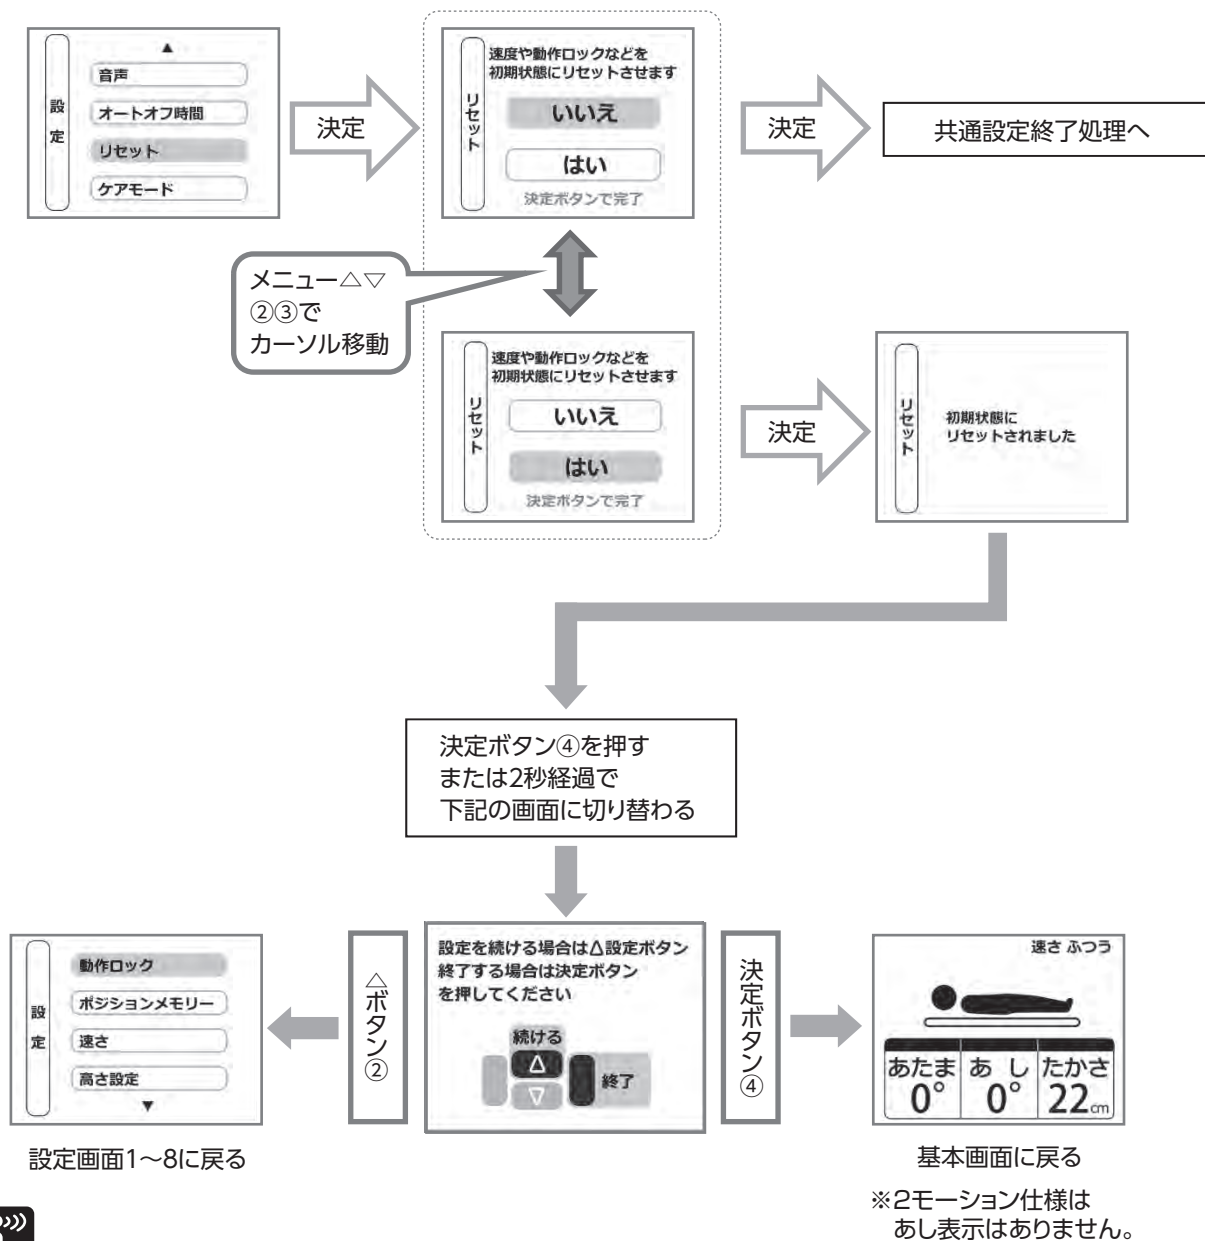 設定
▲
音声
オートオフ時間
リセット
ケアモード
決定
リセット
速度や動作ロックなどを
初期状態にリセットさせます
いいえ
はい
決定ボタンで完了
決定
共通設定終了処理へ
メニュー△▽
②③で
カーソル移動
リセット
速度や動作ロックなどを
初期状態にリセットさせます
いいえ
はい
決定ボタンで完了
決定
リセット
初期状態に
リセットされました
決定ボタン④を押す
または2秒経過で
下記の画面に切り替わる
設定
動作ロック
ポジションメモリー
速さ
高さ設定
▼
設定画面1～8に戻る
△ボタン②
設定を続ける場合は△設定ボタン
終了する場合は決定ボタン
を押してください
続ける
△
▽
終了
決定ボタン④
速さ ふつう
あたま あ し たかさ
0° 0° 22cm
基本画面に戻る
※2モーション仕様は
あし表示はありません。